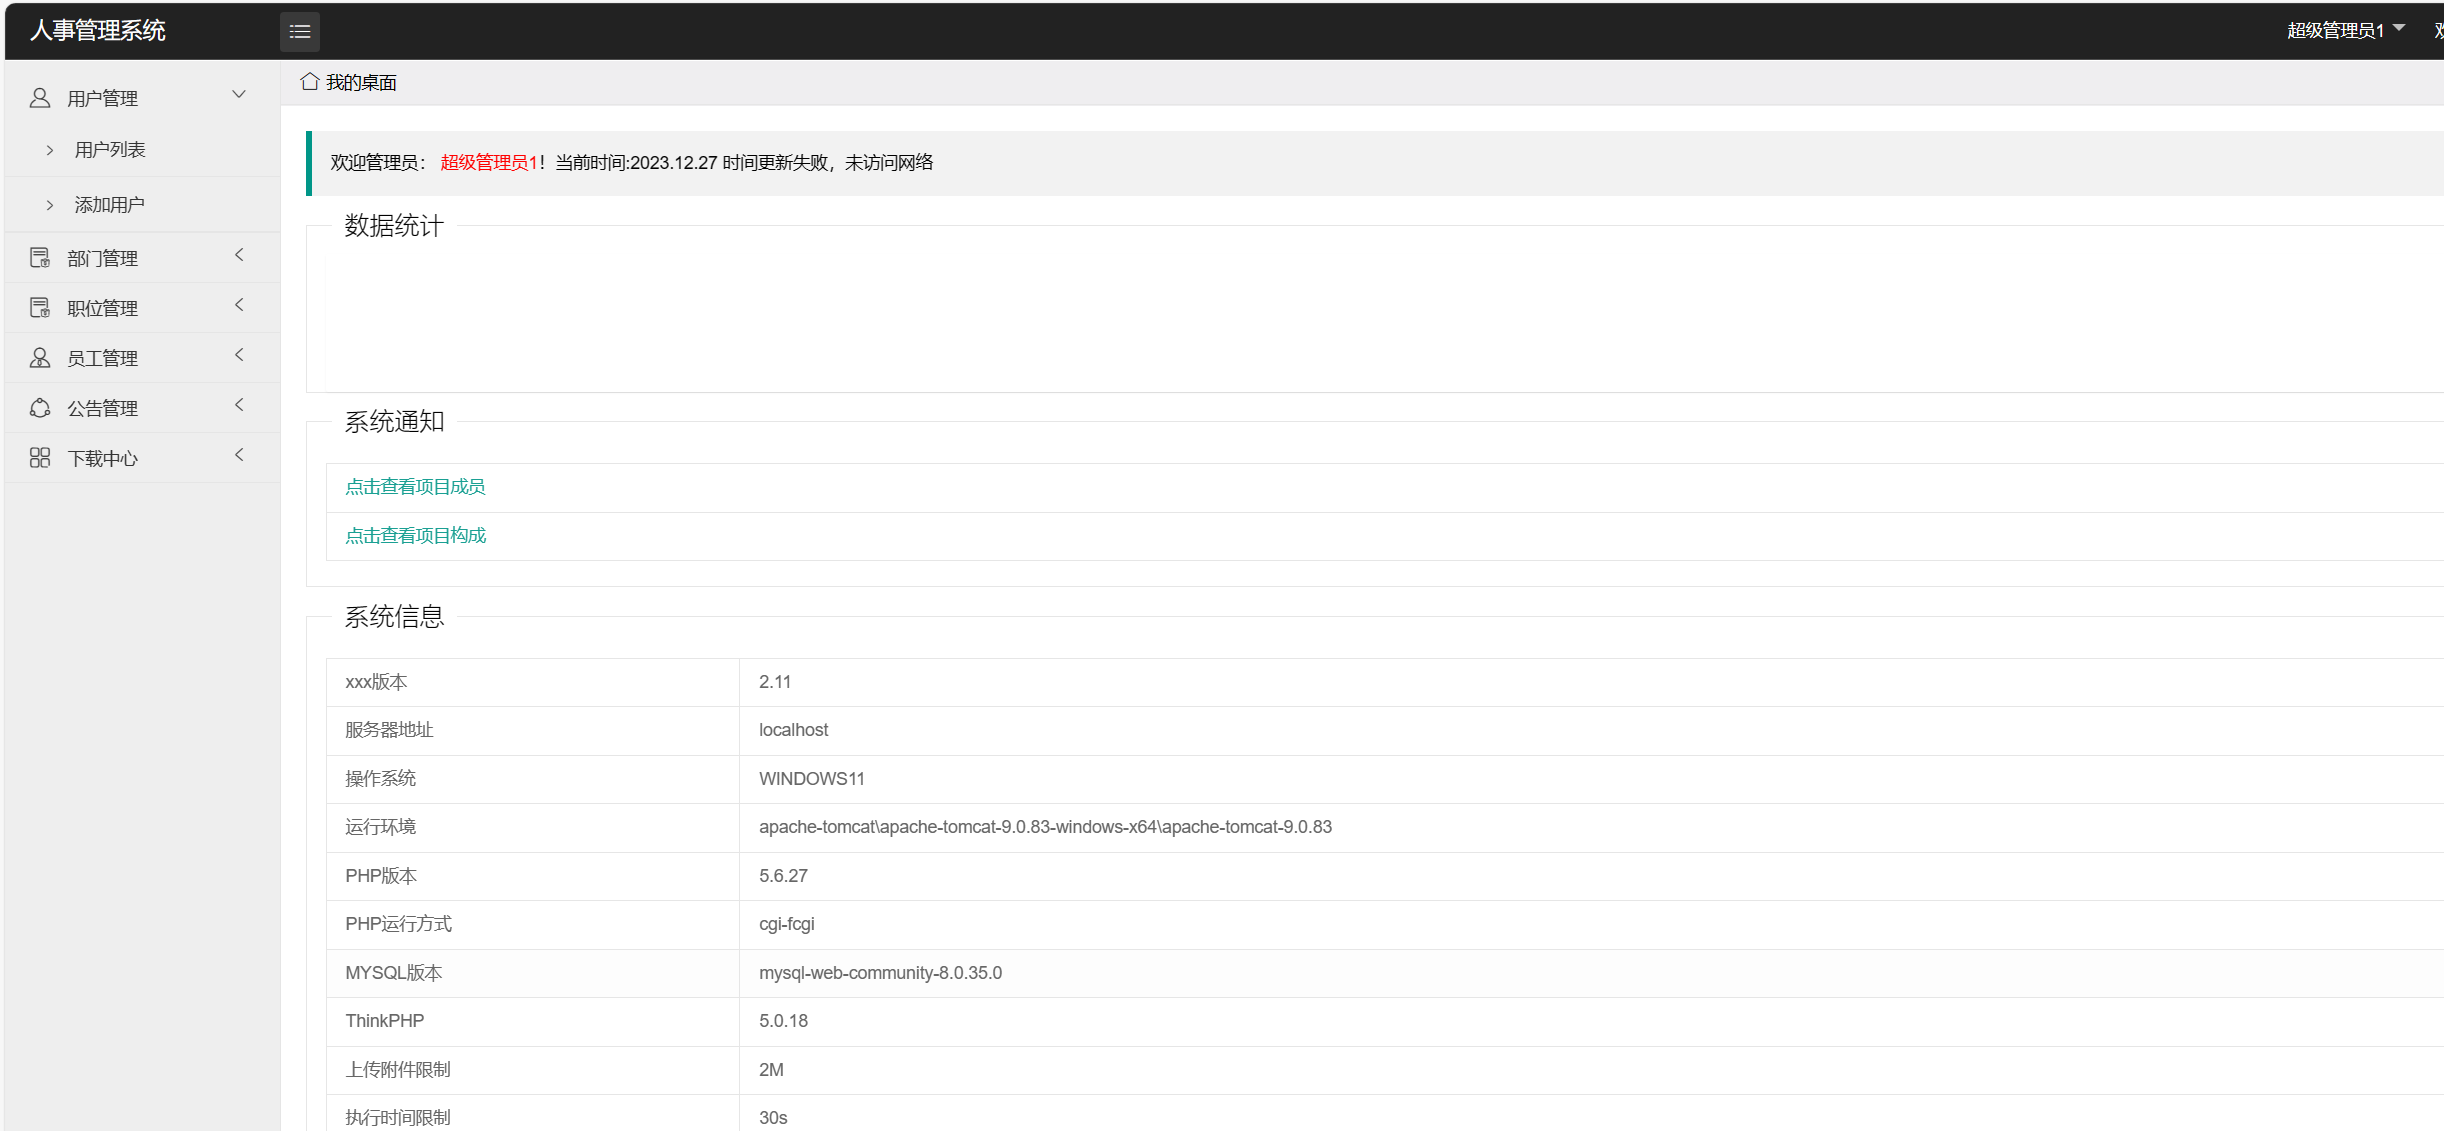 人事管理系统
超级管理员1
用户管理
用户列表
添加用户
部门管理
职位管理
员工管理
公告管理
下载中心
我的桌面
欢迎管理员： 超级管理员1！当前时间:2023.12.27 时间更新失败，未访问网络
数据统计
系统通知
点击查看项目成员
点击查看项目构成
系统信息
xxx版本 2.11
服务器地址 localhost
操作系统 WINDOWS11
运行环境 apache-tomcat\apache-tomcat-9.0.83-windows-x64\apache-tomcat-9.0.83
PHP版本 5.6.27
PHP运行方式 cgi-fcgi
MYSQL版本 mysql-web-community-8.0.35.0
ThinkPHP 5.0.18
上传附件限制 2M
执行时间限制 30s